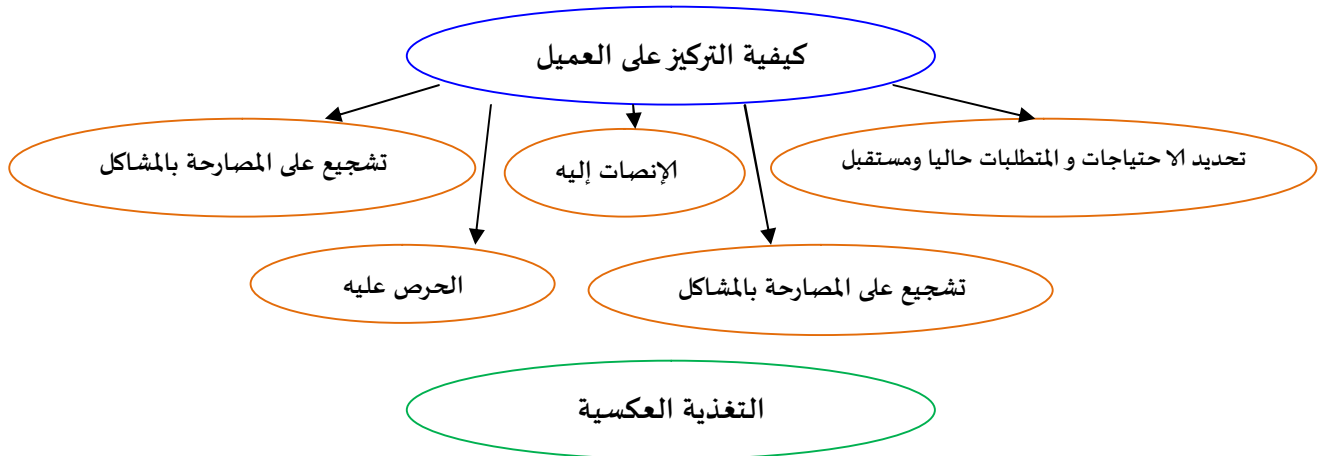 كيفية التركيز على العميل
تحديد الا حتياجات و المتطلبات حاليا ومستقبل
الإنصات إليه
تشجيع على المصارحة بالمشاكل
تشجيع على المصارحة بالمشاكل
الحرص عليه
التغذية العكسية